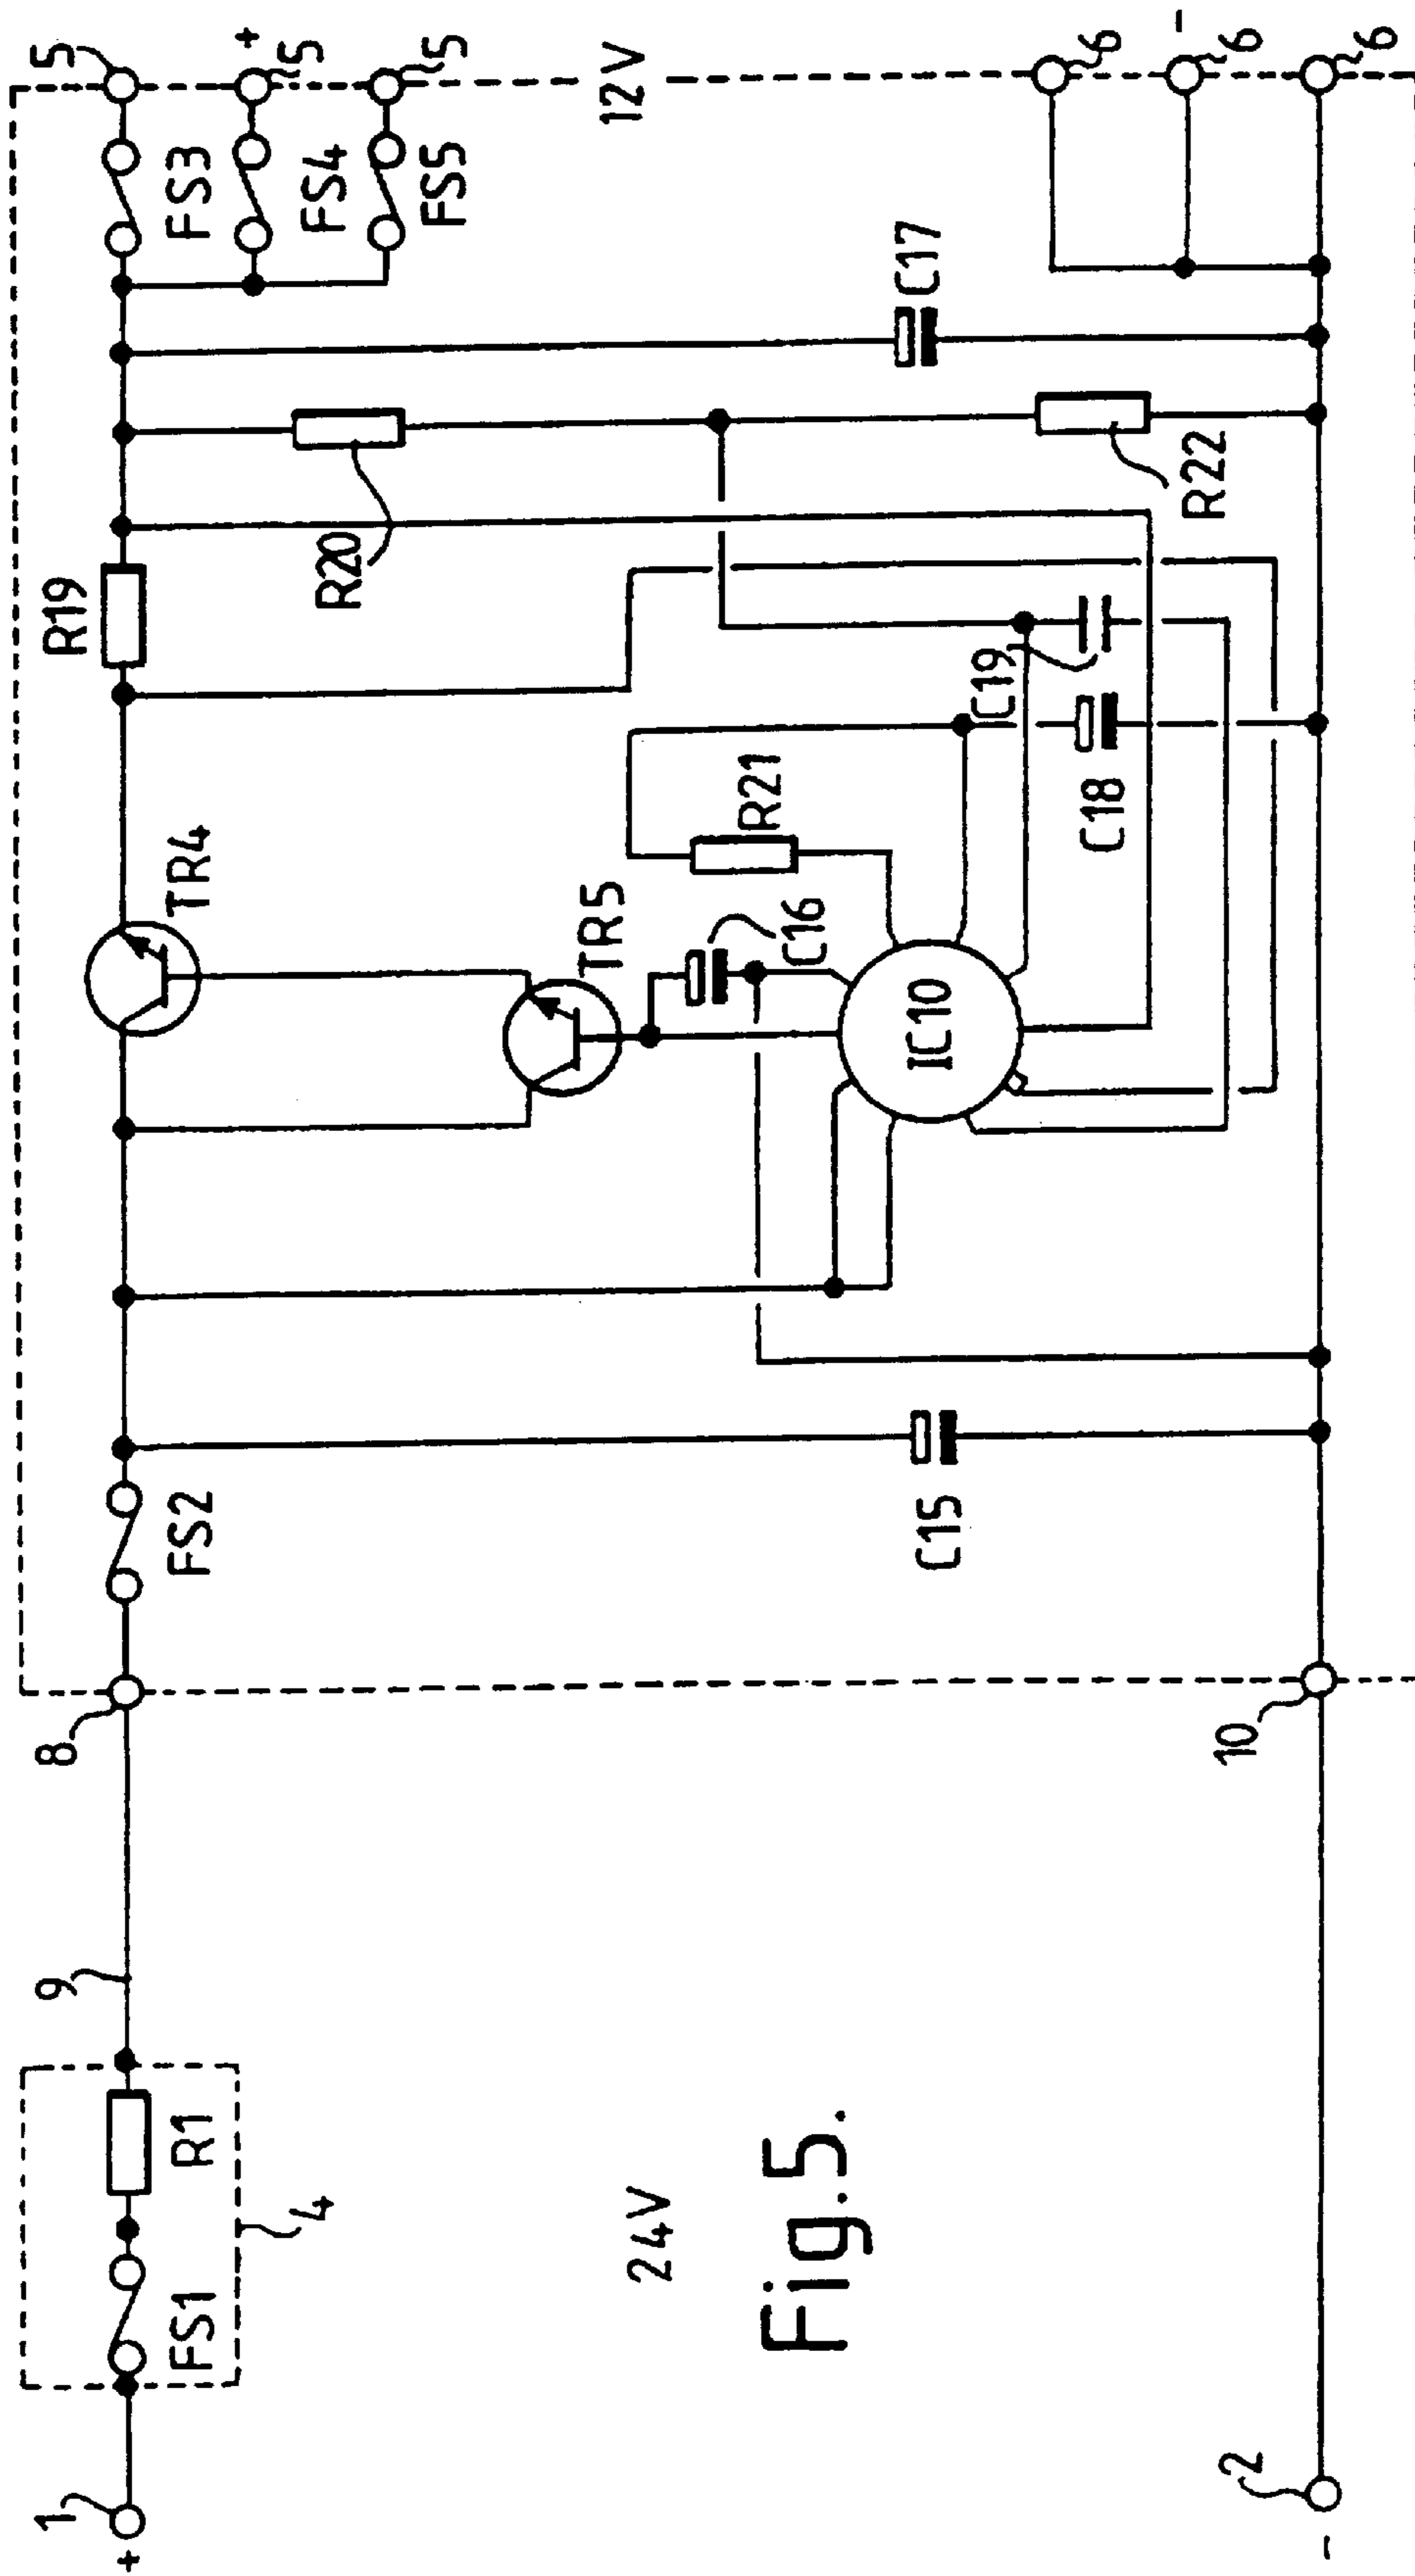 1
+
FS1
R1
4
9
8
FS2
TR4
R19
FS3
5
FS4
+
5
FS5
5
12V
R20
TR5
C16
R21
IC10
C19
C18
C17
R22
C15
6
-
6
6
10
24V
Fig.5.
2
-